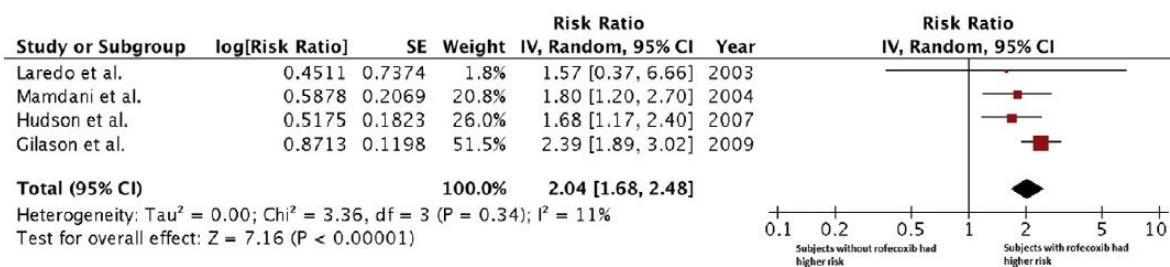 Risk Ratio Risk Ratio
Study or Subgroup log[Risk Ratio] SE Weight IV, Random, 95% CI Year IV, Random, 95% CI
Laredo et al. 0.4511 0.7374 1.8% 1.57 [0.37, 6.66] 2003
Mamdani et al. 0.5878 0.2069 20.8% 1.80 [1.20, 2.70] 2004
Hudson et al. 0.5175 0.1823 26.0% 1.68 [1.17, 2.40] 2007
Gilason et al. 0.8713 0.1198 51.5% 2.39 [1.89, 3.02] 2009
Total (95% CI) 100.0% 2.04 [1.68, 2.48]
Heterogeneity: Tau² = 0.00; Chi² = 3.36, df = 3 (P = 0.34); I² = 11%
Test for overall effect: Z = 7.16 (P < 0.00001)
0.1 0.2 0.5 1 2 5 10
Subjects without rofecoxib had Subjects with rofecoxib had
higher risk higher risk